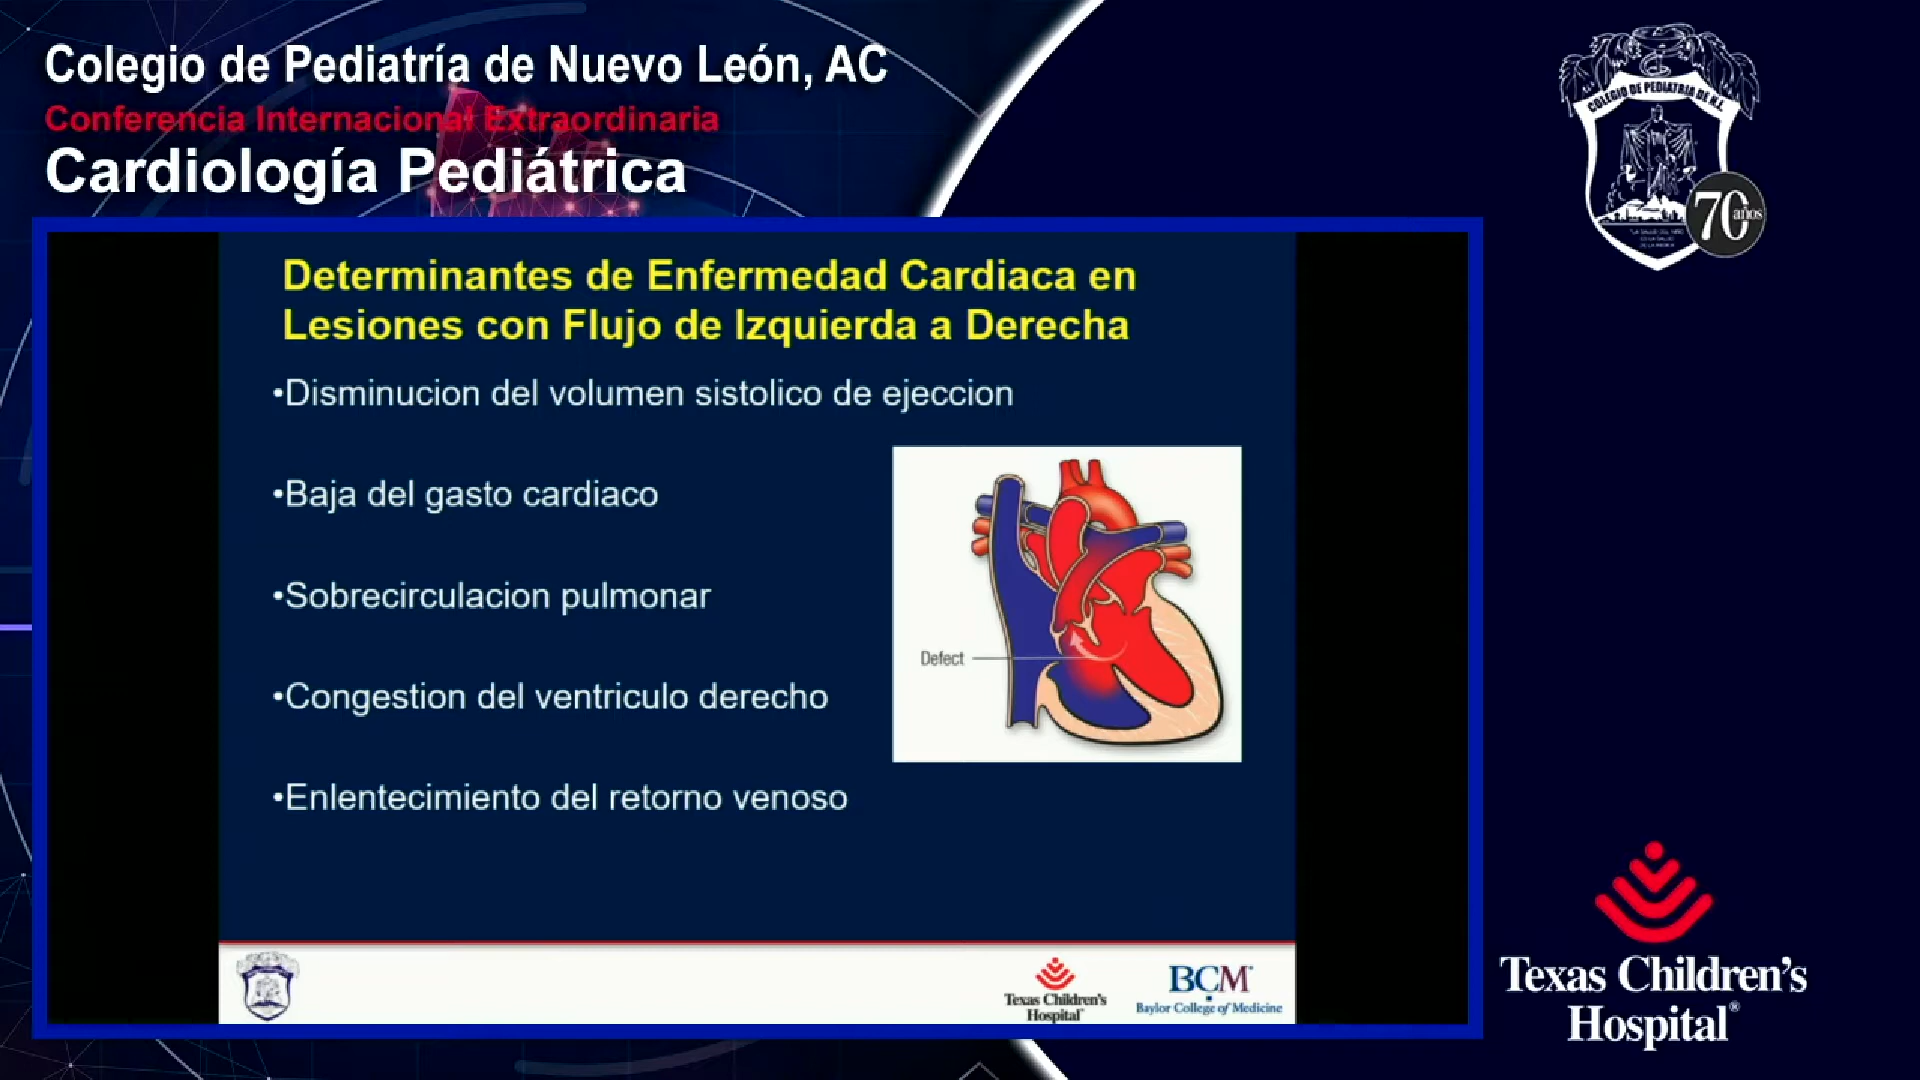 Colegio de Pediatría de Nuevo León, AC
Conferencia Internacional Extraordinaria
Cardiología Pediátrica
COLEGIO DE PEDIATRIA DE N.L.
70 años
Determinantes de Enfermedad Cardiaca en
Lesiones con Flujo de Izquierda a Derecha
•Disminucion del volumen sistolico de ejeccion
•Baja del gasto cardiaco
•Sobrecirculacion pulmonar
•Congestion del ventriculo derecho
•Enlentecimiento del retorno venoso
Defect
Texas Children's
Hospital
BCM
Baylor College of Medicine
Texas Children's
Hospital®